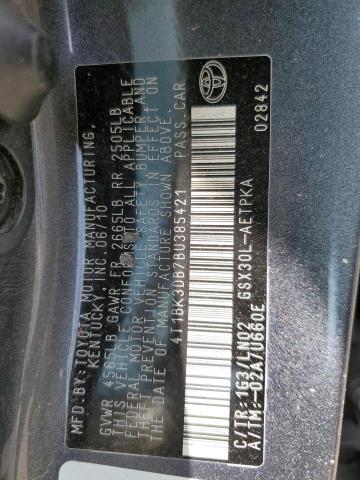 MFD. BY: TOYOTA MOTOR MANUFACTURING,
KENTUCKY, INC. 06/10
GVWR 4565LB GAWR FR 2665LB RR 2505LB
THIS VEHICLE CONFORMS TO ALL APPLICABLE
FEDERAL MOTOR VEHICLE SAFETY, BUMPER, AND
THEFT PREVENTION STANDARDS IN EFFECT ON
THE DATE OF MANUFACTURE SHOWN ABOVE.
4T1BK3DB7BU385421 PASS. CAR
C/TR: 1G3/LN02 GSX30L-AETPKA
A/TM: -02A/U660E 02842